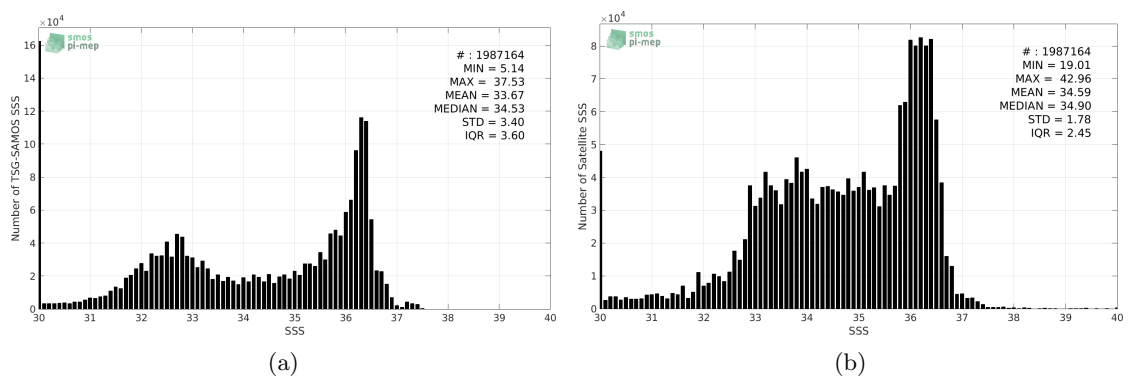 ×10⁴
smos
pi-mep
# : 1987164
MIN = 5.14
MAX = 37.53
MEAN = 33.67
MEDIAN = 34.53
STD = 3.40
IQR = 3.60
Number of TSG-SAMOS SSS
16
14
12
10
8
6
4
2
0
30 31 32 33 34 35 36 37 38 39 40
SSS
(a)
×10⁴
smos
pi-mep
# : 1987164
MIN = 19.01
MAX = 42.96
MEAN = 34.59
MEDIAN = 34.90
STD = 1.78
IQR = 2.45
Number of Satellite SSS
8
7
6
5
4
3
2
1
0
30 31 32 33 34 35 36 37 38 39 40
SSS
(b)